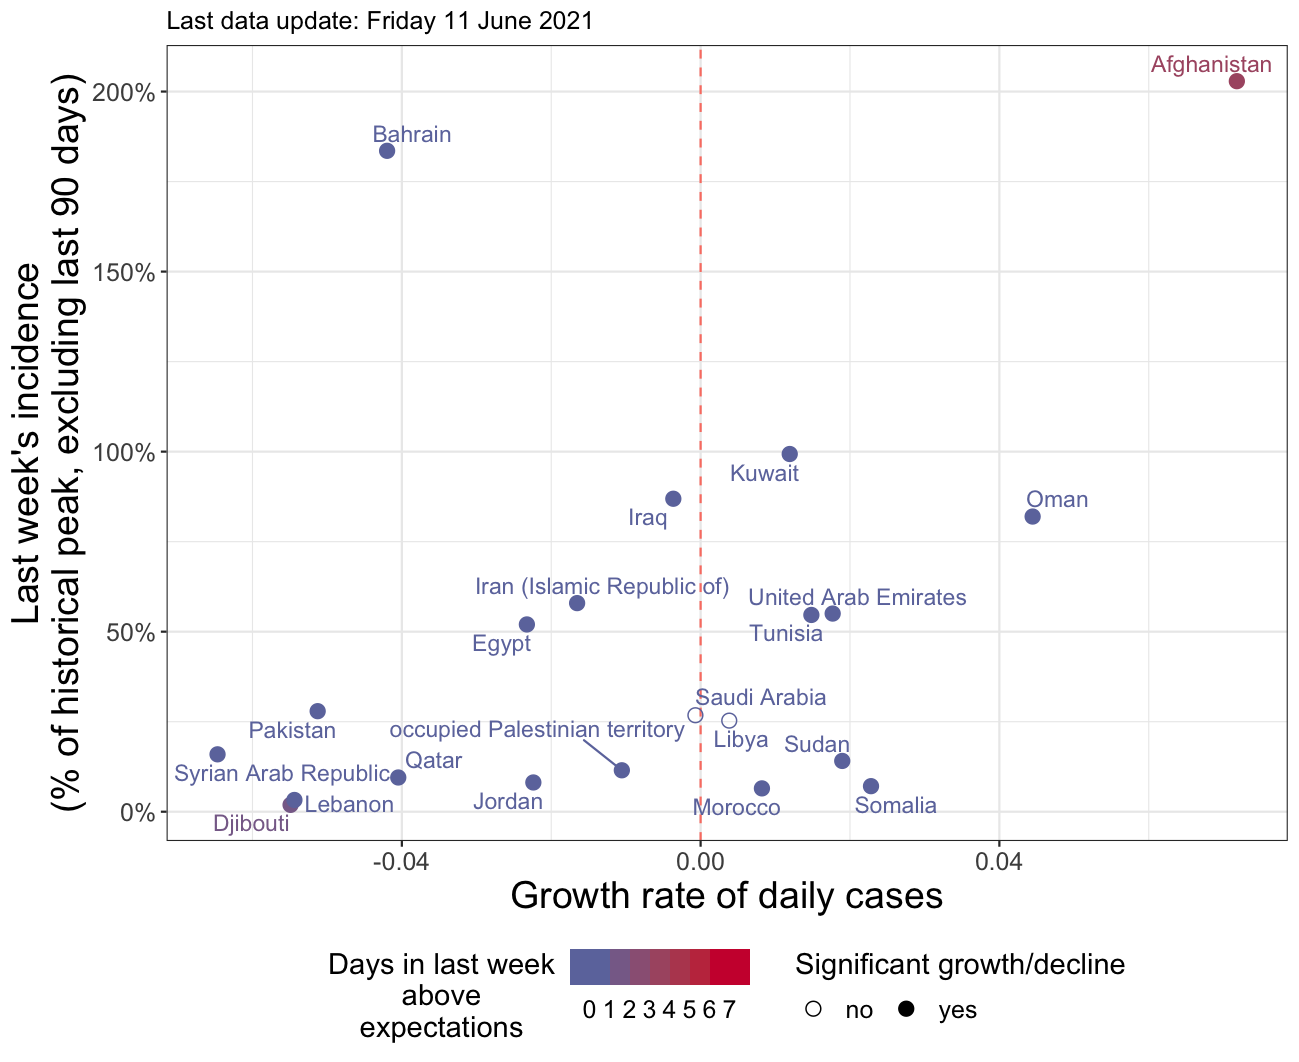 Last data update: Friday 11 June 2021
Last week's incidence
(% of historical peak, excluding last 90 days)
200%
150%
100%
50%
0%
Afghanistan
Bahrain
Kuwait
Oman
Iraq
Iran (Islamic Republic of)
United Arab Emirates
Egypt
Tunisia
Saudi Arabia
Pakistan
occupied Palestinian territory
Libya
Sudan
Qatar
Syrian Arab Republic
Lebanon
Jordan
Morocco
Somalia
Djibouti
-0.04
0.00
0.04
Growth rate of daily cases
Days in last week
above
expectations
0 1 2 3 4 5 6 7
Significant growth/decline
no
yes